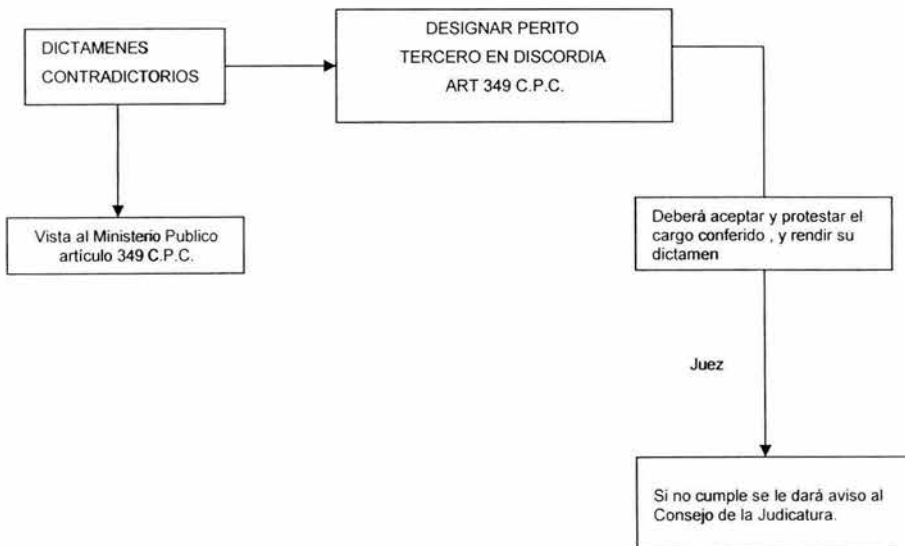 DICTAMENES
CONTRADICTORIOS
DESIGNAR PERITO
TERCERO EN DISCORDIA
ART 349 C.P.C.
Vista al Ministerio Publico
artículo 349 C.P.C.
Deberá aceptar y protestar el
cargo conferido , y rendir su
dictamen
Juez
Si no cumple se le dará aviso al
Consejo de la Judicatura.